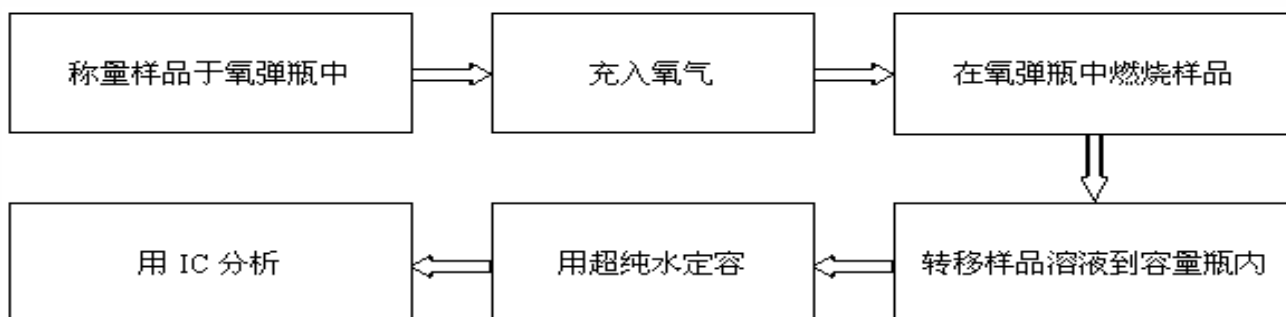 称量样品于氧弹瓶中
充入氧气
在氧弹瓶中燃烧样品
转移样品溶液到容量瓶内
用超纯水定容
用 IC 分析